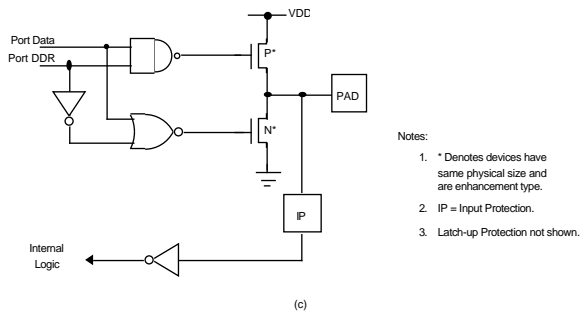 VDD
Port Data
Port DDR
P*
PAD
N*
Notes:
1. * Denotes devices have
same physical size and
are enhancement type.
2. IP = Input Protection.
3. Latch-up Protection not shown.
IP
Internal
Logic
(c)